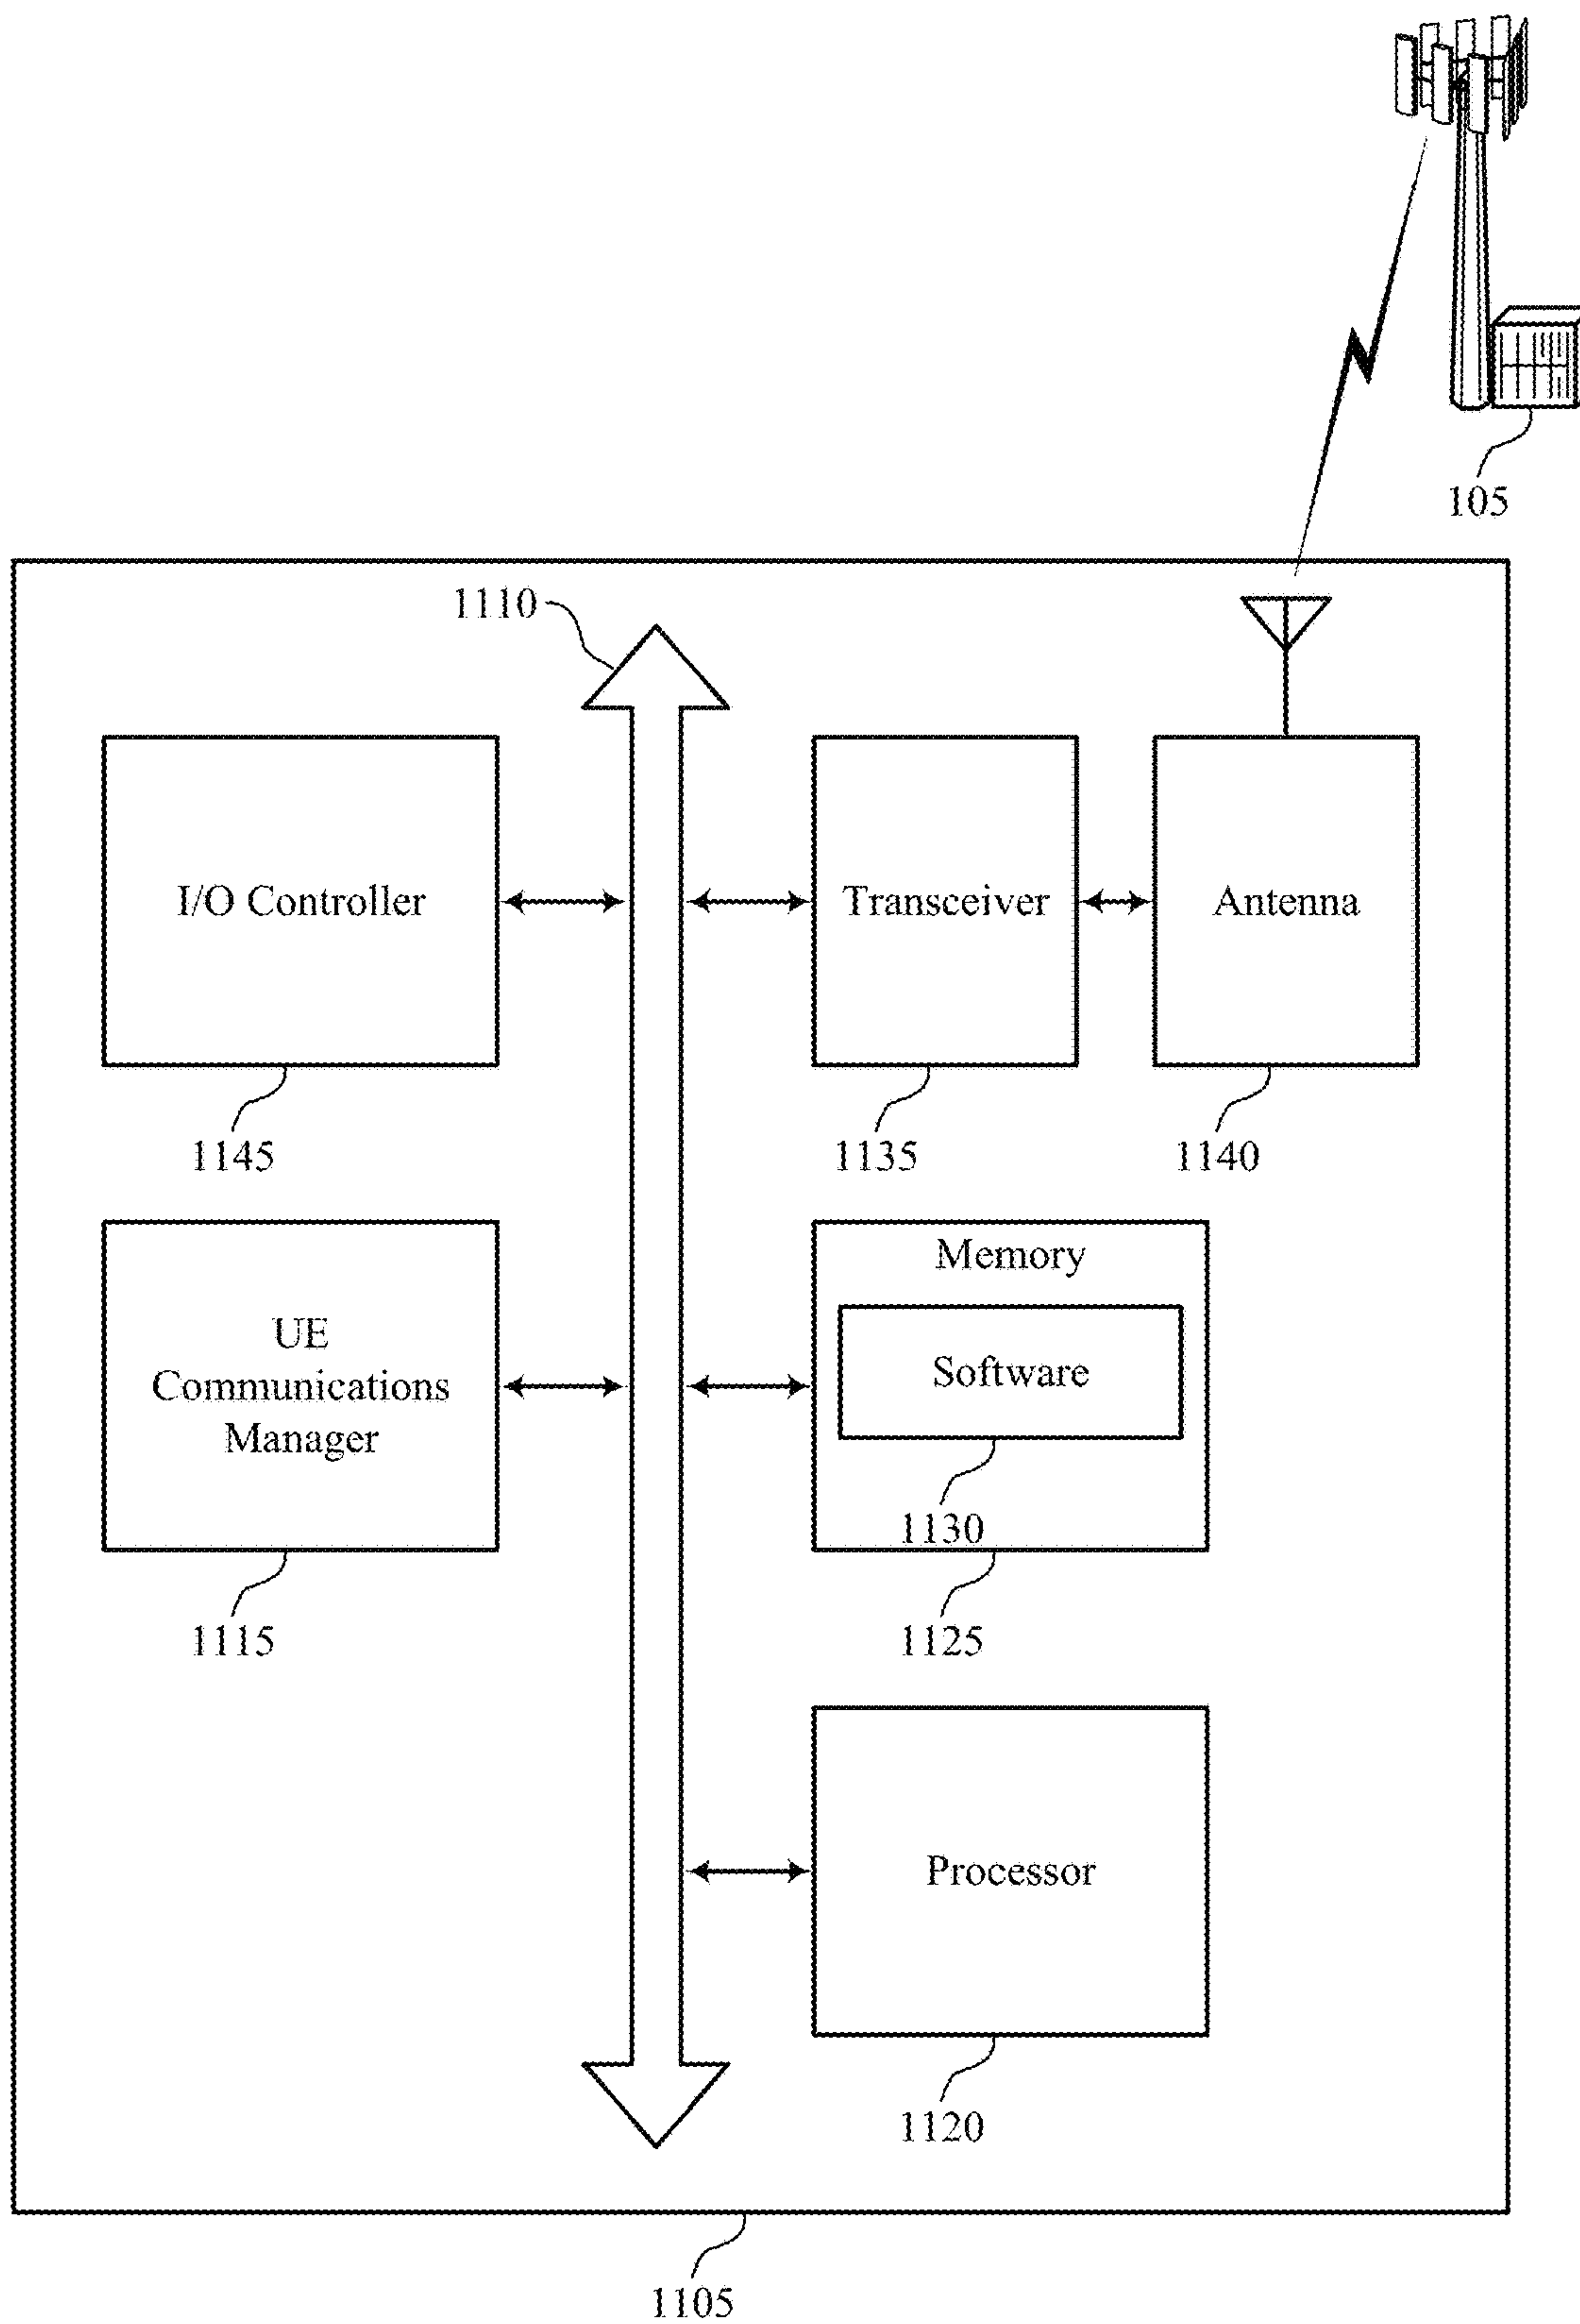 105
1110
I/O Controller
Transceiver
Antenna
1145
1135
1140
UE
Communications
Manager
Memory
Software
1130
1115
1125
Processor
1120
1105